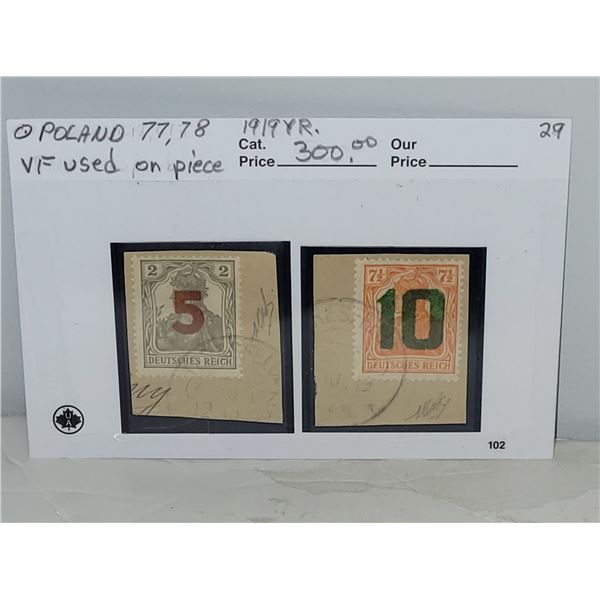 O POLAND 77,78 1919 YR. 29
VF used on piece Cat. Price 300.00 Our Price
2 2
5
DEUTSCHES REICH
7½ 7½
10
DEUTSCHES REICH
102